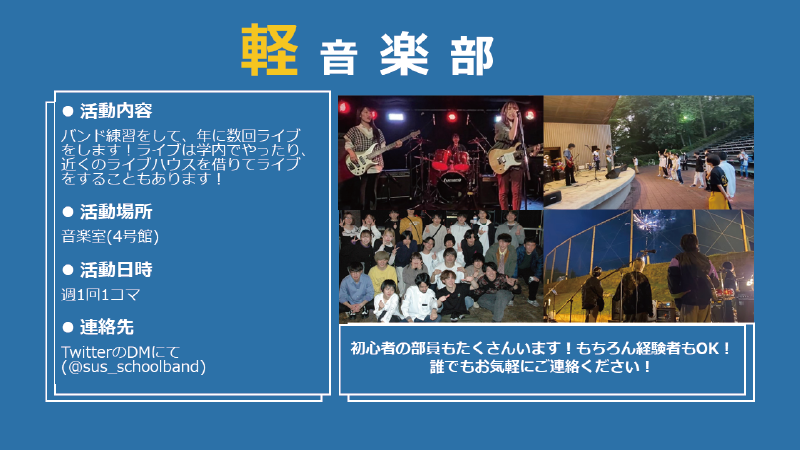 軽音楽部
● 活動内容
バンド練習をして、年に数回ライブ
をします！ライブは学内でやったり、
近くのライブハウスを借りてライブ
をすることもあります！
● 活動場所
音楽室(4号館)
● 活動日時
週1回1コマ
● 連絡先
TwitterのDMにて
(@sus_schoolband)
初心者の部員もたくさんいます！もちろん経験者もOK！
誰でもお気軽にご連絡ください！